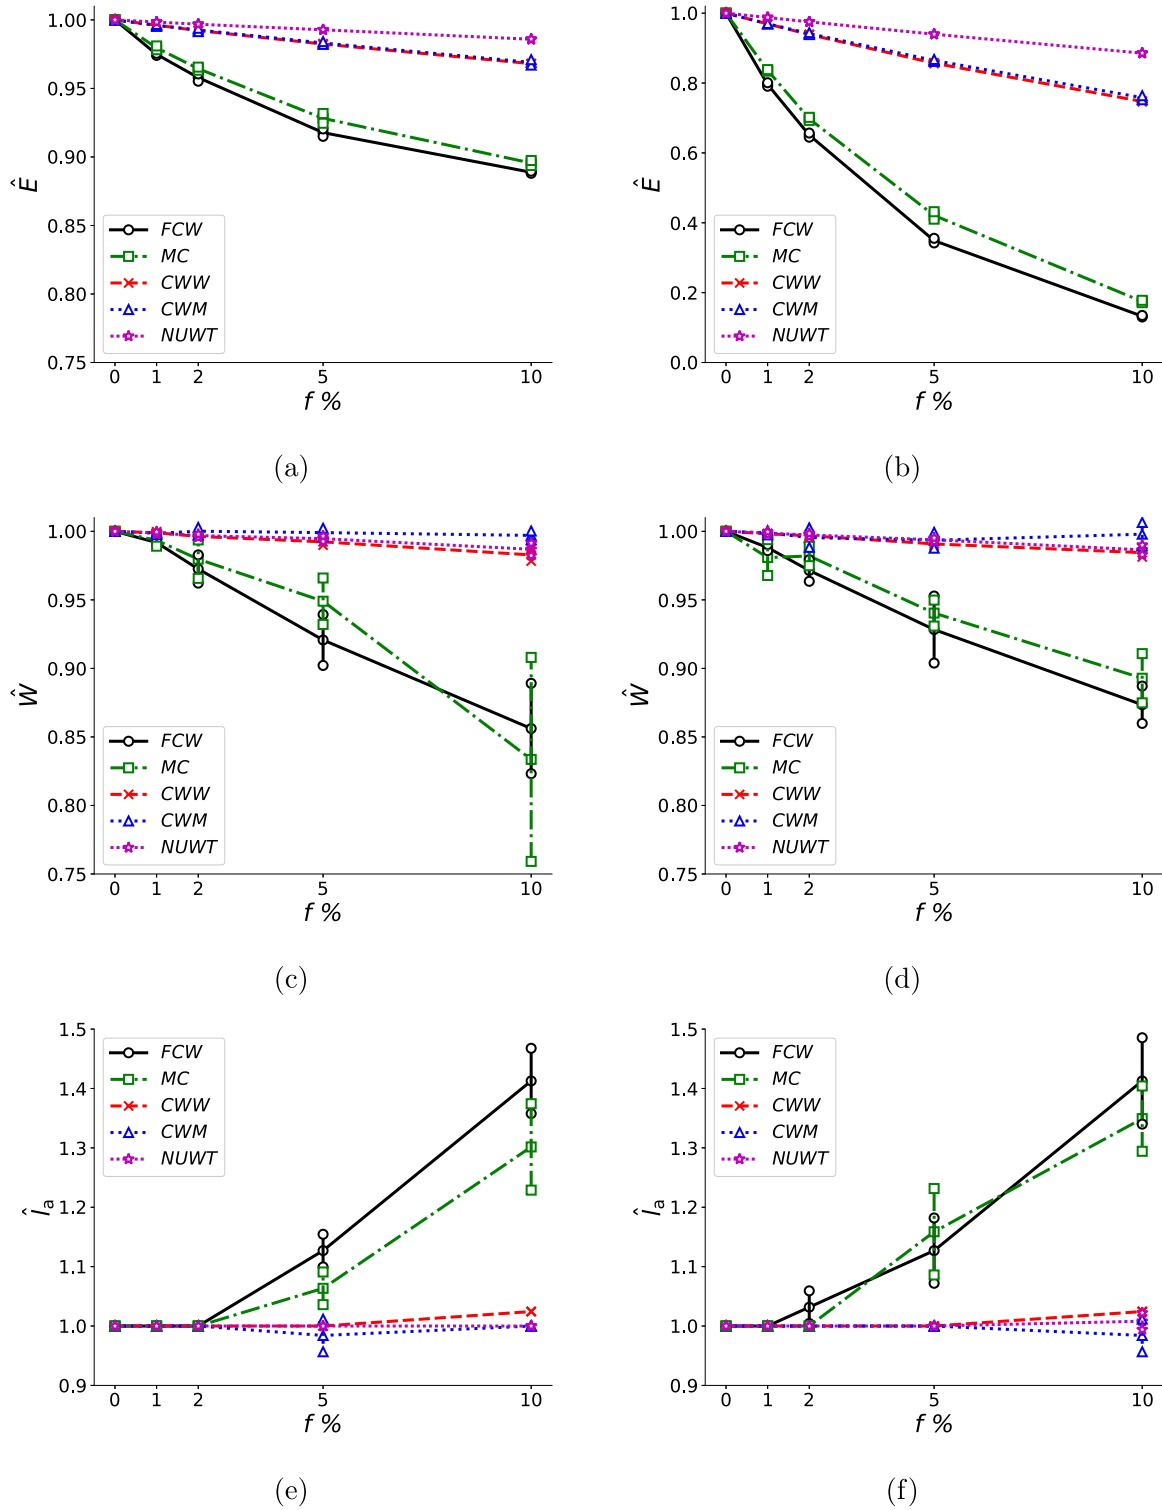 1.00
0.95
0.90
0.85
0.80
0.75
Ê
0 1 2 5 10
f %
FCW
MC
CWW
CWM
NUWT
(a)
1.0
0.8
0.6
0.4
0.2
0.0
Ê
0 1 2 5 10
f %
FCW
MC
CWW
CWM
NUWT
(b)
1.00
0.95
0.90
0.85
0.80
0.75
Ŵ
0 1 2 5 10
f %
FCW
MC
CWW
CWM
NUWT
(c)
1.00
0.95
0.90
0.85
0.80
0.75
Ŵ
0 1 2 5 10
f %
FCW
MC
CWW
CWM
NUWT
(d)
1.5
1.4
1.3
1.2
1.1
1.0
0.9
Îa
0 1 2 5 10
f %
FCW
MC
CWW
CWM
NUWT
(e)
1.5
1.4
1.3
1.2
1.1
1.0
0.9
Îa
0 1 2 5 10
f %
FCW
MC
CWW
CWM
NUWT
(f)